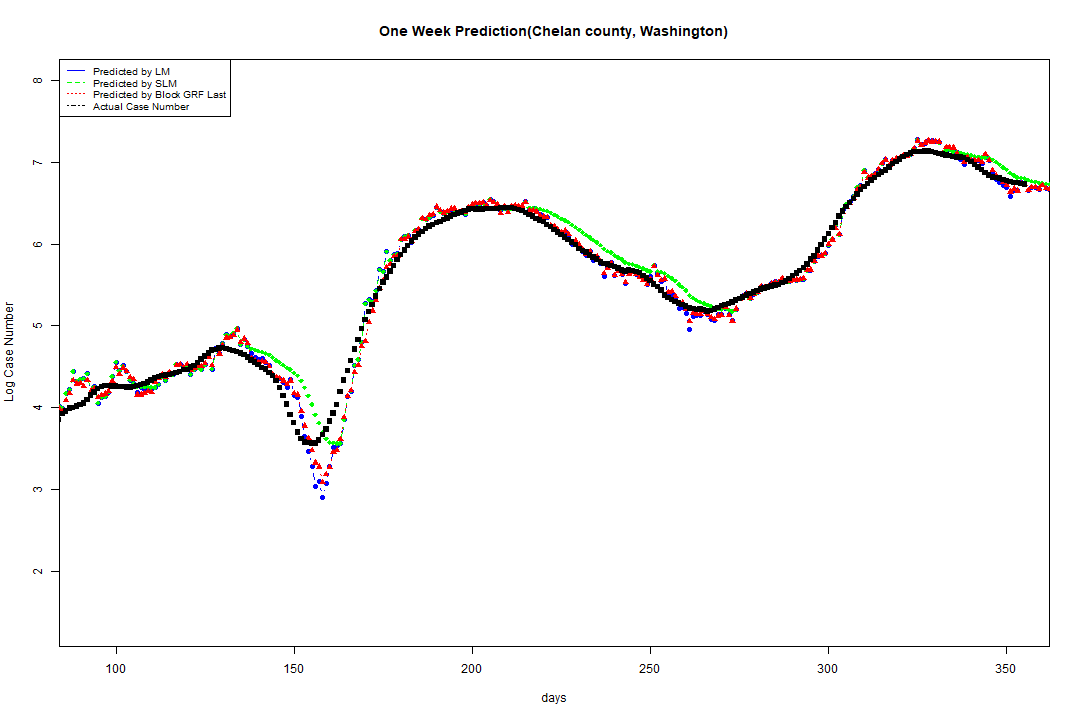 One Week Prediction(Chelan county, Washington)
Predicted by LM
Predicted by SLM
Predicted by Block GRF Last
Actual Case Number
8
7
6
5
4
3
2
Log Case Number
100 150 200 250 300 350
days